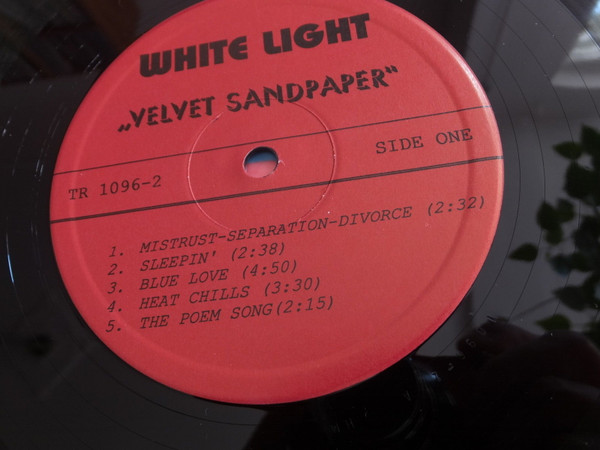 WHITE LIGHT
„VELVET SANDPAPER“
SIDE ONE
TR 1096-2
1. MISTRUST-SEPARATION-DIVORCE (2:32)
2. SLEEPIN' (2:38)
3. BLUE LOVE (4:50)
4. HEAT CHILLS (3:30)
5. THE POEM SONG(2:15)